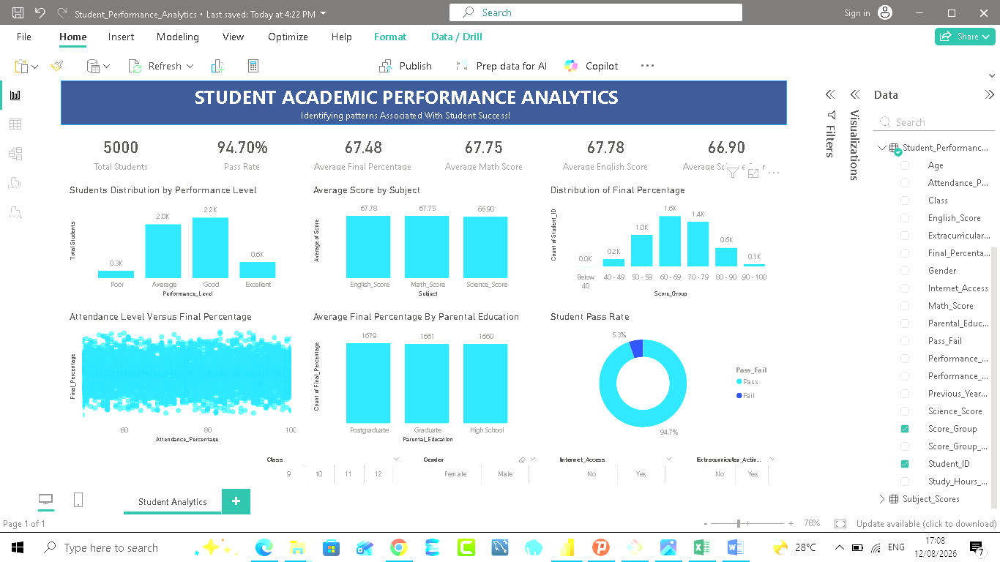 Student_Performance_Analytics • Last saved: Today at 4:22 PM
Search
Sign in
File Home Insert Modeling View Optimize Help Format Data / Drill
Share
Refresh
Publish
Prep data for AI
Copilot
STUDENT ACADEMIC PERFORMANCE ANALYTICS
Identifying patterns Associated With Student Success!
5000 94.70% 67.48 67.75 67.78 66.90
Total Students Pass Rate Average Final Percentage Average Math Score Average English Score Average
Students Distribution by Performance Level
Total Students
0.3K 2.0K 2.2K 0.6K
Poor Average Good Excellent
Performance_Level
Average Score by Subject
Average of Score
67.78 67.75 66.90
English_Score Math_Score Science_Score
Subject
Distribution of Final Percentage
Count of Student_ID
0.0K 0.2K 1.0K 1.6K 1.4K 0.6K 0.1K
Below 40 - 49 50 - 59 60 - 69 70 - 79 80 - 90 90 - 100
40
Score_Group
Attendance Level Versus Final Percentage
Final_Percentage
60 80 100
Attendance_Percentage
Average Final Percentage By Parental Education
Count of Final_Percentage
1679 1661 1660
Postgraduate Graduate High School
Parental_Education
Student Pass Rate
5.3%
94.7%
Pass_Fail
Pass
Fail
Class
9 10 11 12
Gender
Female Male
Internet_Access
No Yes
Extracurricular_Activ...
No Yes
Filters
Visualizations
Data
Search
Student_Performanc...
Age
Attendance_P...
Class
English_Score
Extracurricular...
Final_Percenta...
Gender
Internet_Access
Math_Score
Parental_Educ...
Pass_Fail
Performance_...
Performance_...
Previous_Year...
Science_Score
Score_Group
Score_Group_...
Student_ID
Study_Hours_...
Subject_Scores
Student Analytics
Page 1 of 1
78%
Update available (click to download)
Type here to search
28°C
ENG
17:08
12/08/2026
7